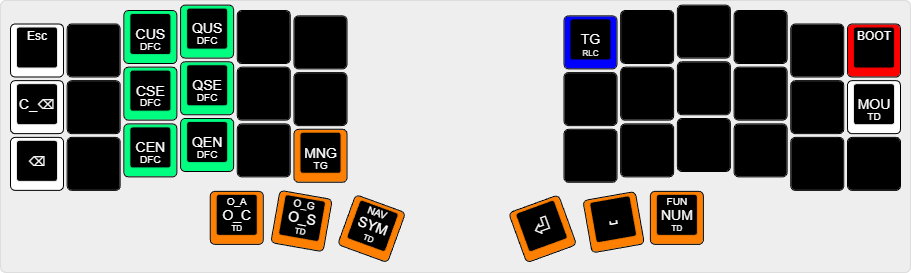 Esc
CUS
DFC
QUS
DFC
TG
RLC
BOOT
C_⌫
CSE
DFC
QSE
DFC
MOU
TD
⌫
CEN
DFC
QEN
DFC
MNG
TG
O_A
O_C
TD
O_G
O_S
TD
NAV
SYM
TD
⏎
␣
FUN
NUM
TD